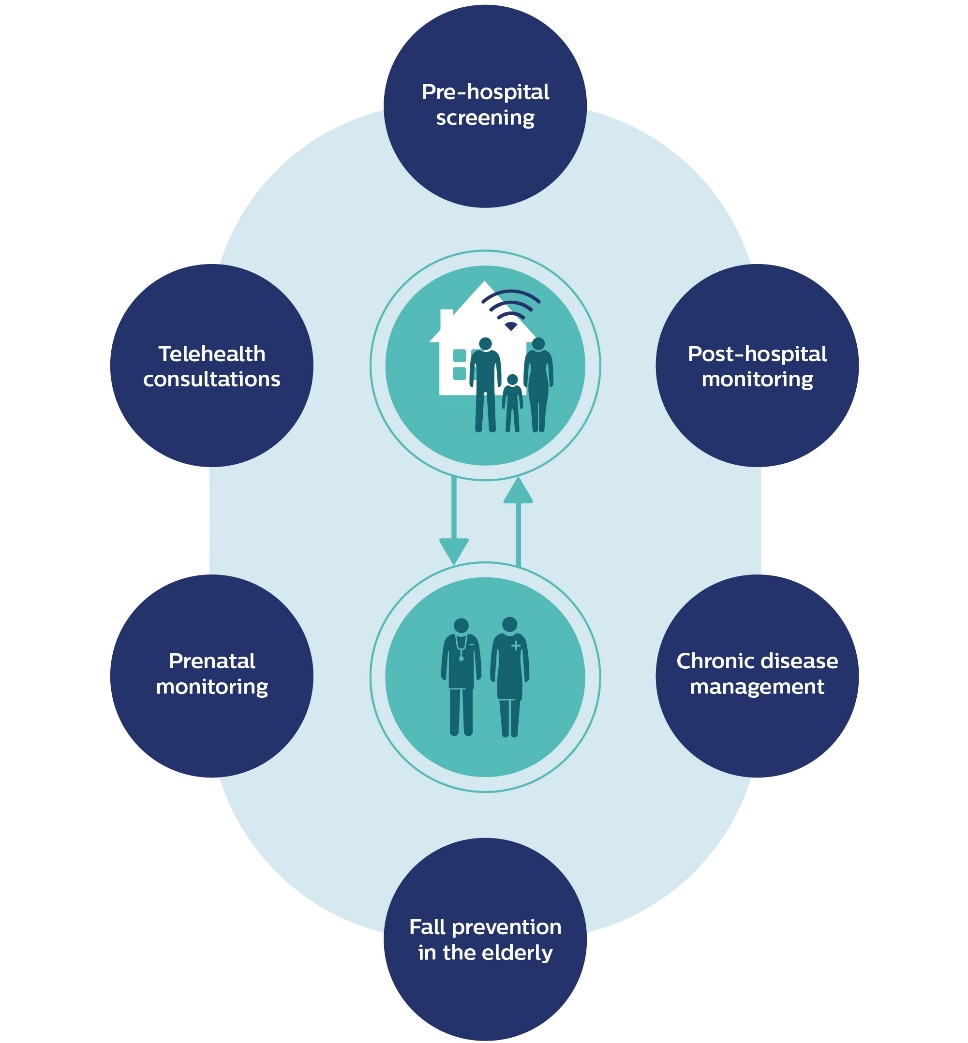 Pre-hospital
screening
Telehealth
consultations
Post-hospital
monitoring
Prenatal
monitoring
Chronic disease
management
Fall prevention
in the elderly